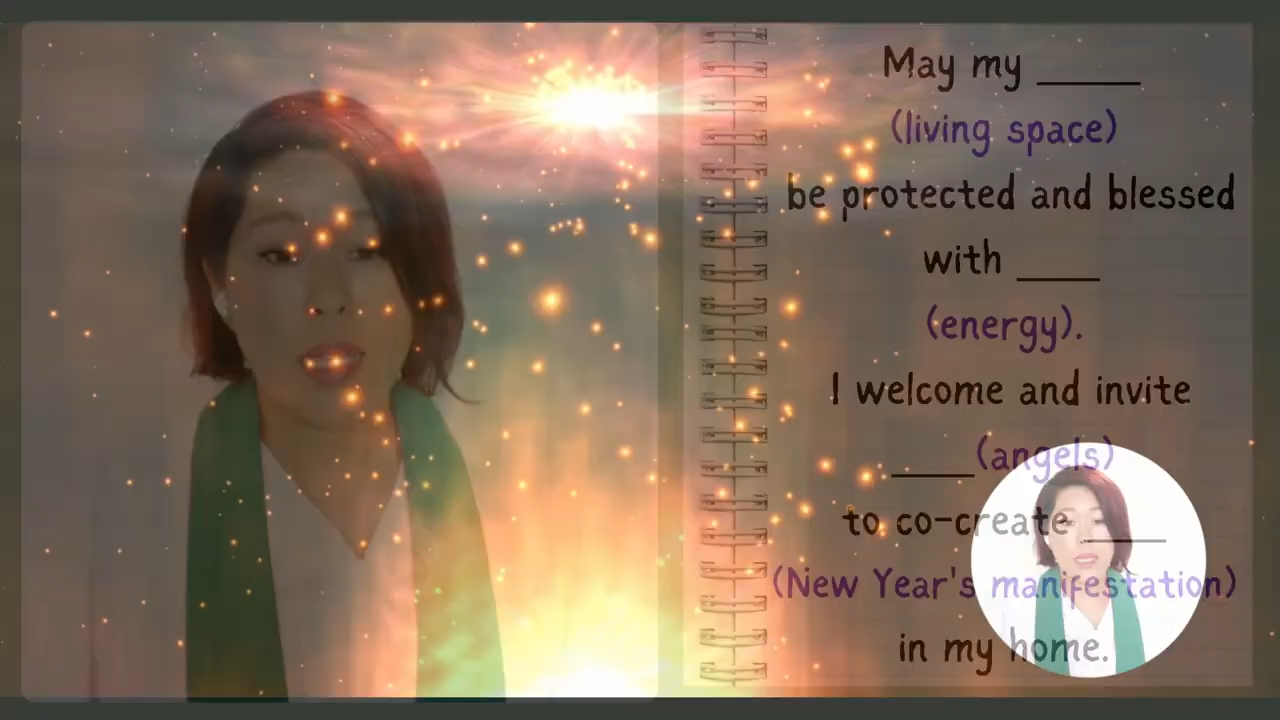 May my _____
(living space)
be protected and blessed
with ____
(energy).
I welcome and invite
____(angels)
to co-create ____
(New Year's manifestation)
in my home.